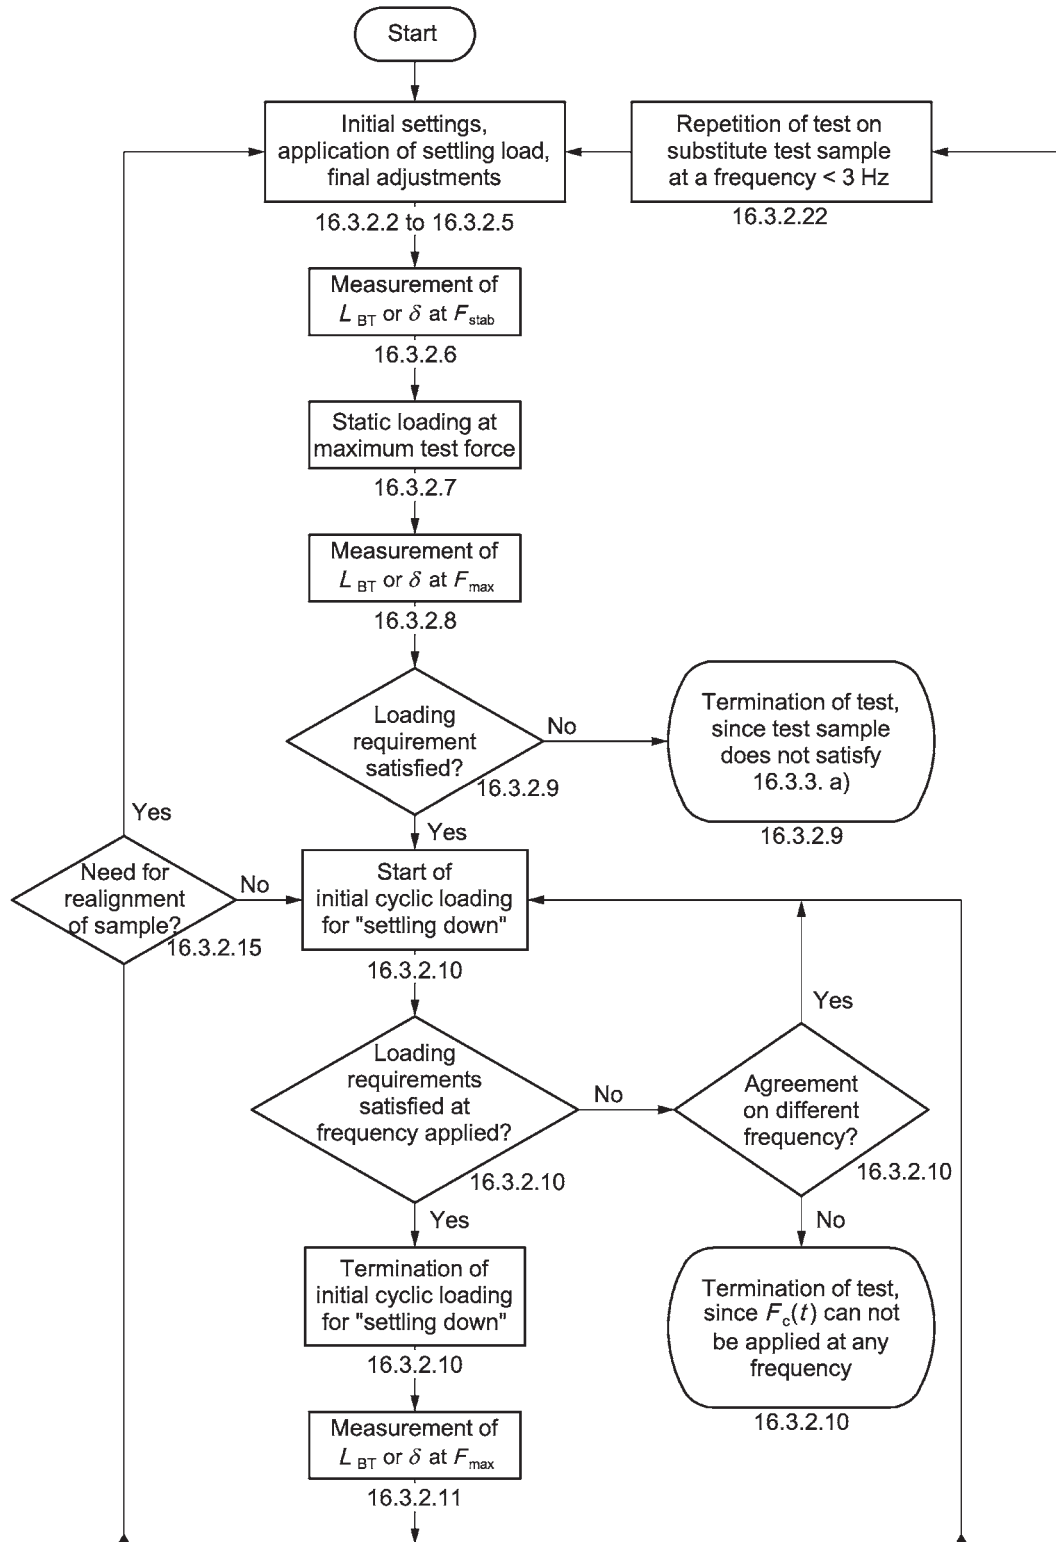 Start
Initial settings,
application of settling load,
final adjustments
16.3.2.2 to 16.3.2.5
Repetition of test on
substitute test sample
at a frequency < 3 Hz
16.3.2.22
Measurement of
L BT or δ at F stab
16.3.2.6
Static loading at
maximum test force
16.3.2.7
Measurement of
L BT or δ at F max
16.3.2.8
Loading
requirement
satisfied?
16.3.2.9
No
Termination of test,
since test sample
does not satisfy
16.3.3. a)
16.3.2.9
Yes
Yes
Need for
realignment
of sample?
16.3.2.15
No
Start of
initial cyclic loading
for "settling down"
16.3.2.10
Yes
Loading
requirements
satisfied at
frequency applied?
16.3.2.10
No
Agreement
on different
frequency?
16.3.2.10
Yes
No
Termination of
initial cyclic loading
for "settling down"
16.3.2.10
Termination of test,
since F c (t) can not
be applied at any
frequency
16.3.2.10
Measurement of
L BT or δ at F max
16.3.2.11